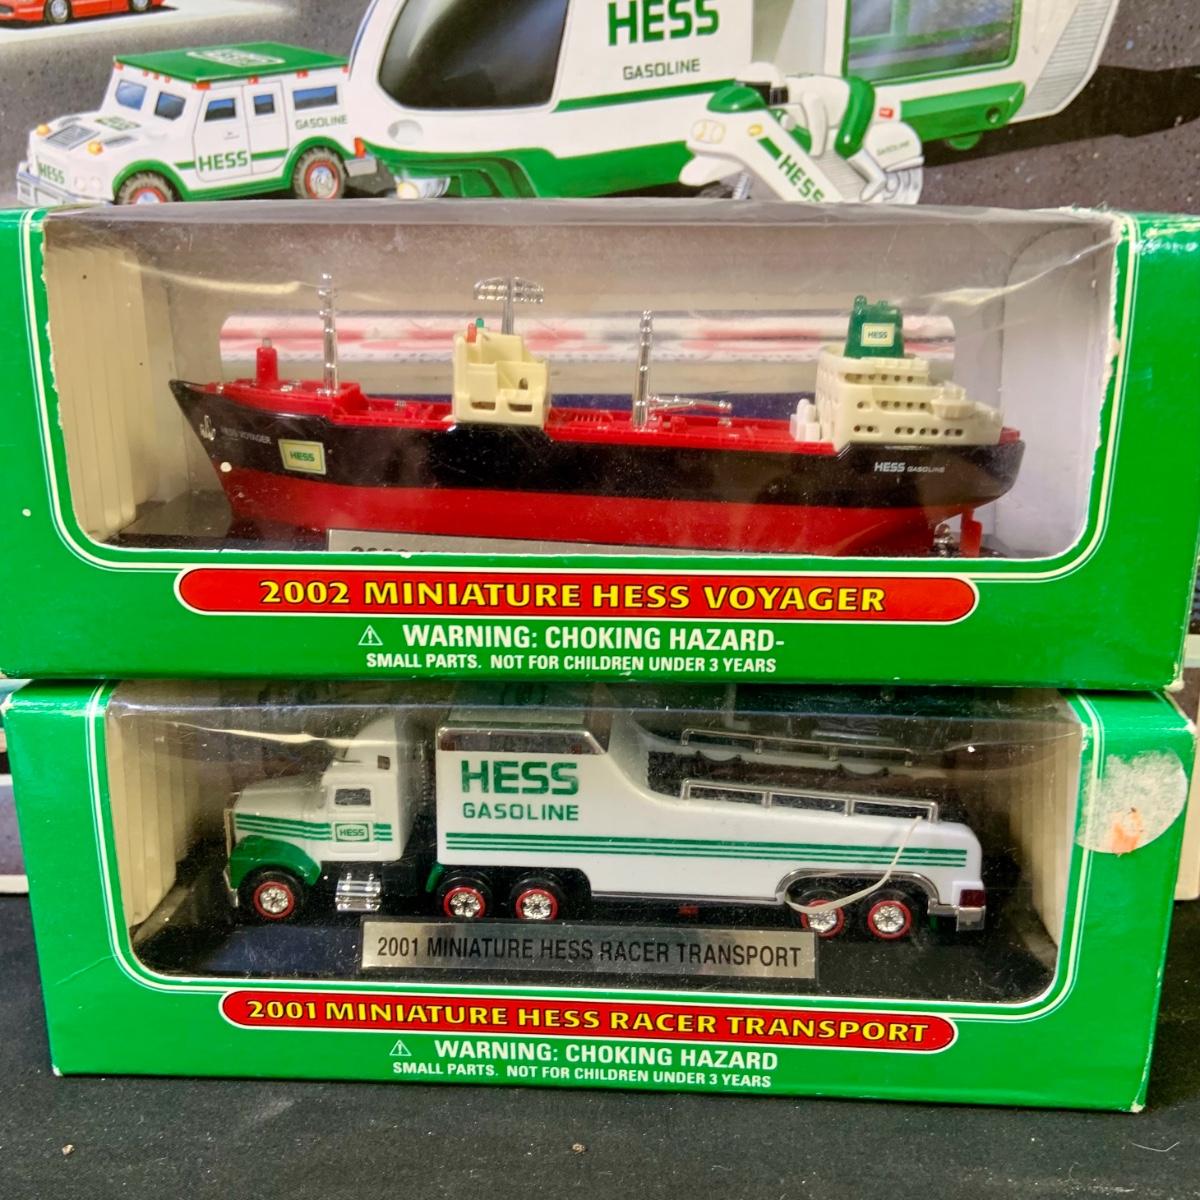 HESS
GASOLINE
HESS
GASOLINE
HESS
HESS
HESS
GASOLINE
HESS
HESS VOYAGER
HESS
HESS GASOLINE
2002 MINIATURE HESS VOYAGER
⚠ WARNING: CHOKING HAZARD-
SMALL PARTS. NOT FOR CHILDREN UNDER 3 YEARS
HESS
GASOLINE
HESS
2001 MINIATURE HESS RACER TRANSPORT
2001 MINIATURE HESS RACER TRANSPORT
⚠ WARNING: CHOKING HAZARD
SMALL PARTS. NOT FOR CHILDREN UNDER 3 YEARS